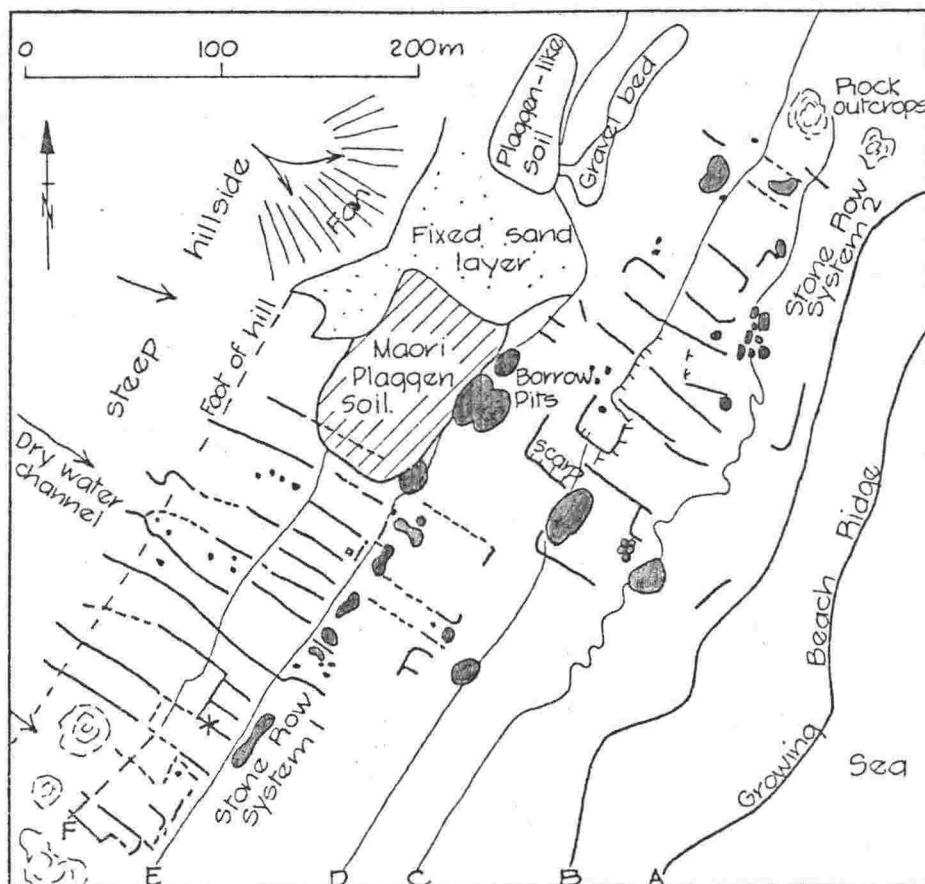 0 100 200m
N
Plaggen-like
Soil
Gravel bed
Rock
outcrops
steep hillside
Fan
Fixed sand
layer
Stone Row
System 2
Foot of hill
Maori
Plaggen
Soil.
Borrow
Pits
scarp
Dry water
channel
Stone Row
System 1
Growing Beach Ridge
Sea
F
E D C B A